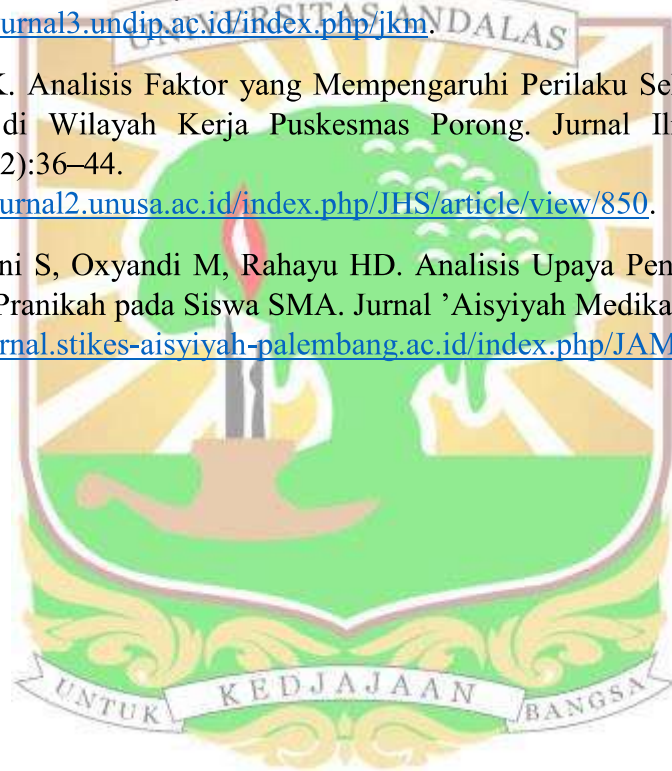 UNIVERSITAS ANDALAS
urnal3.undip.ac.id/index.php/jkm.
K. Analisis Faktor yang Mempengaruhi Perilaku
di Wilayah Kerja Puskesmas Porong. Jurnal
2):36–44.
urnal2.unusa.ac.id/index.php/JHS/article/view/850.
ni S, Oxyandi M, Rahayu HD. Analisis Upaya
Pranikah pada Siswa SMA. Jurnal ’Aisyiyah Medika
rnal.stikes-aisyiyah-palembang.ac.id/index.php/JAM
UNTUK KEDJAJAAN BANGSA